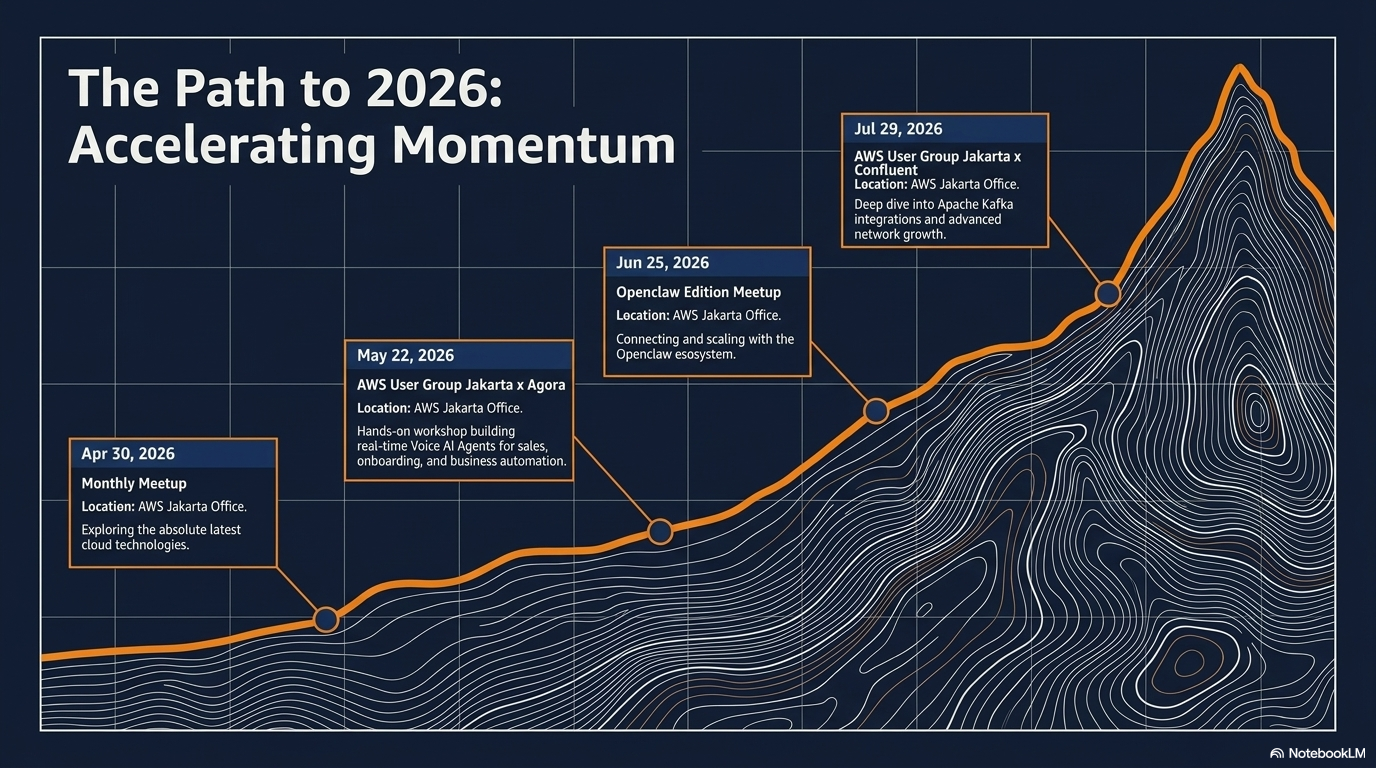 The Path to 2026:
Accelerating Momentum
Apr 30, 2026
Monthly Meetup
Location: AWS Jakarta Office.
Exploring the absolute latest
cloud technologies.
May 22, 2026
AWS User Group Jakarta x Agora
Location: AWS Jakarta Office.
Hands-on workshop building
real-time Voice AI Agents for sales,
onboarding, and business automation.
Jun 25, 2026
Openclaw Edition Meetup
Location: AWS Jakarta Office.
Connecting and scaling with the
Openclaw esosystem.
Jul 29, 2026
AWS User Group Jakarta x
Confluent
Location: AWS Jakarta Office.
Deep dive into Apache Kafka
integrations and advanced
network growth.
NotebookLM